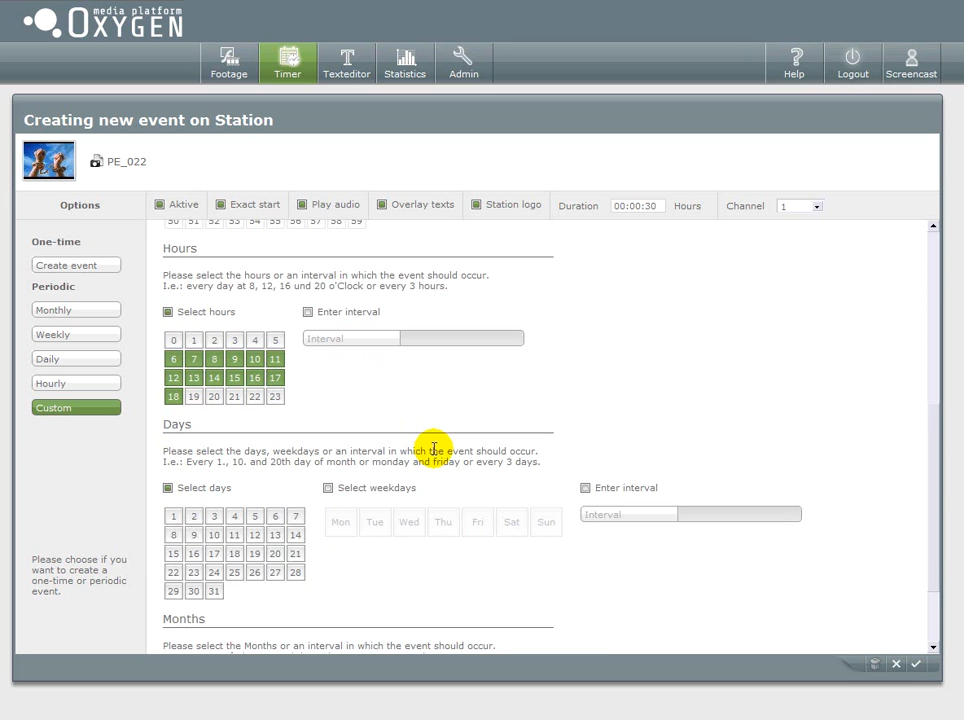 media platform
OXYGEN
Footage
Timer
Texteditor
Statistics
Admin
Help
Logout
Screencast
Creating new event on Station
PE_022
Options
Aktive
Exact start
Play audio
Overlay texts
Station logo
Duration
00:00:30
Hours
Channel
1
One-time
Create event
Periodic
Monthly
Weekly
Daily
Hourly
Custom
Please choose if you
want to create a
one-time or periodic
event.
50 51 52 53 54 55 56 57 58 59
Hours
Please select the hours or an interval in which the event should occur.
I.e.: every day at 8, 12, 16 und 20 o'Clock or every 3 hours.
Select hours
Enter interval
Interval
0 1 2 3 4 5
6 7 8 9 10 11
12 13 14 15 16 17
18 19 20 21 22 23
Days
Please select the days, weekdays or an interval in which the event should occur.
I.e.: Every 1., 10. and 20th day of month or monday and friday or every 3 days.
Select days
Select weekdays
Enter interval
1 2 3 4 5 6 7
8 9 10 11 12 13 14
15 16 17 18 19 20 21
22 23 24 25 26 27 28
29 30 31
Mon Tue Wed Thu Fri Sat Sun
Interval
Months
Please select the Months or an interval in which the event should occur.